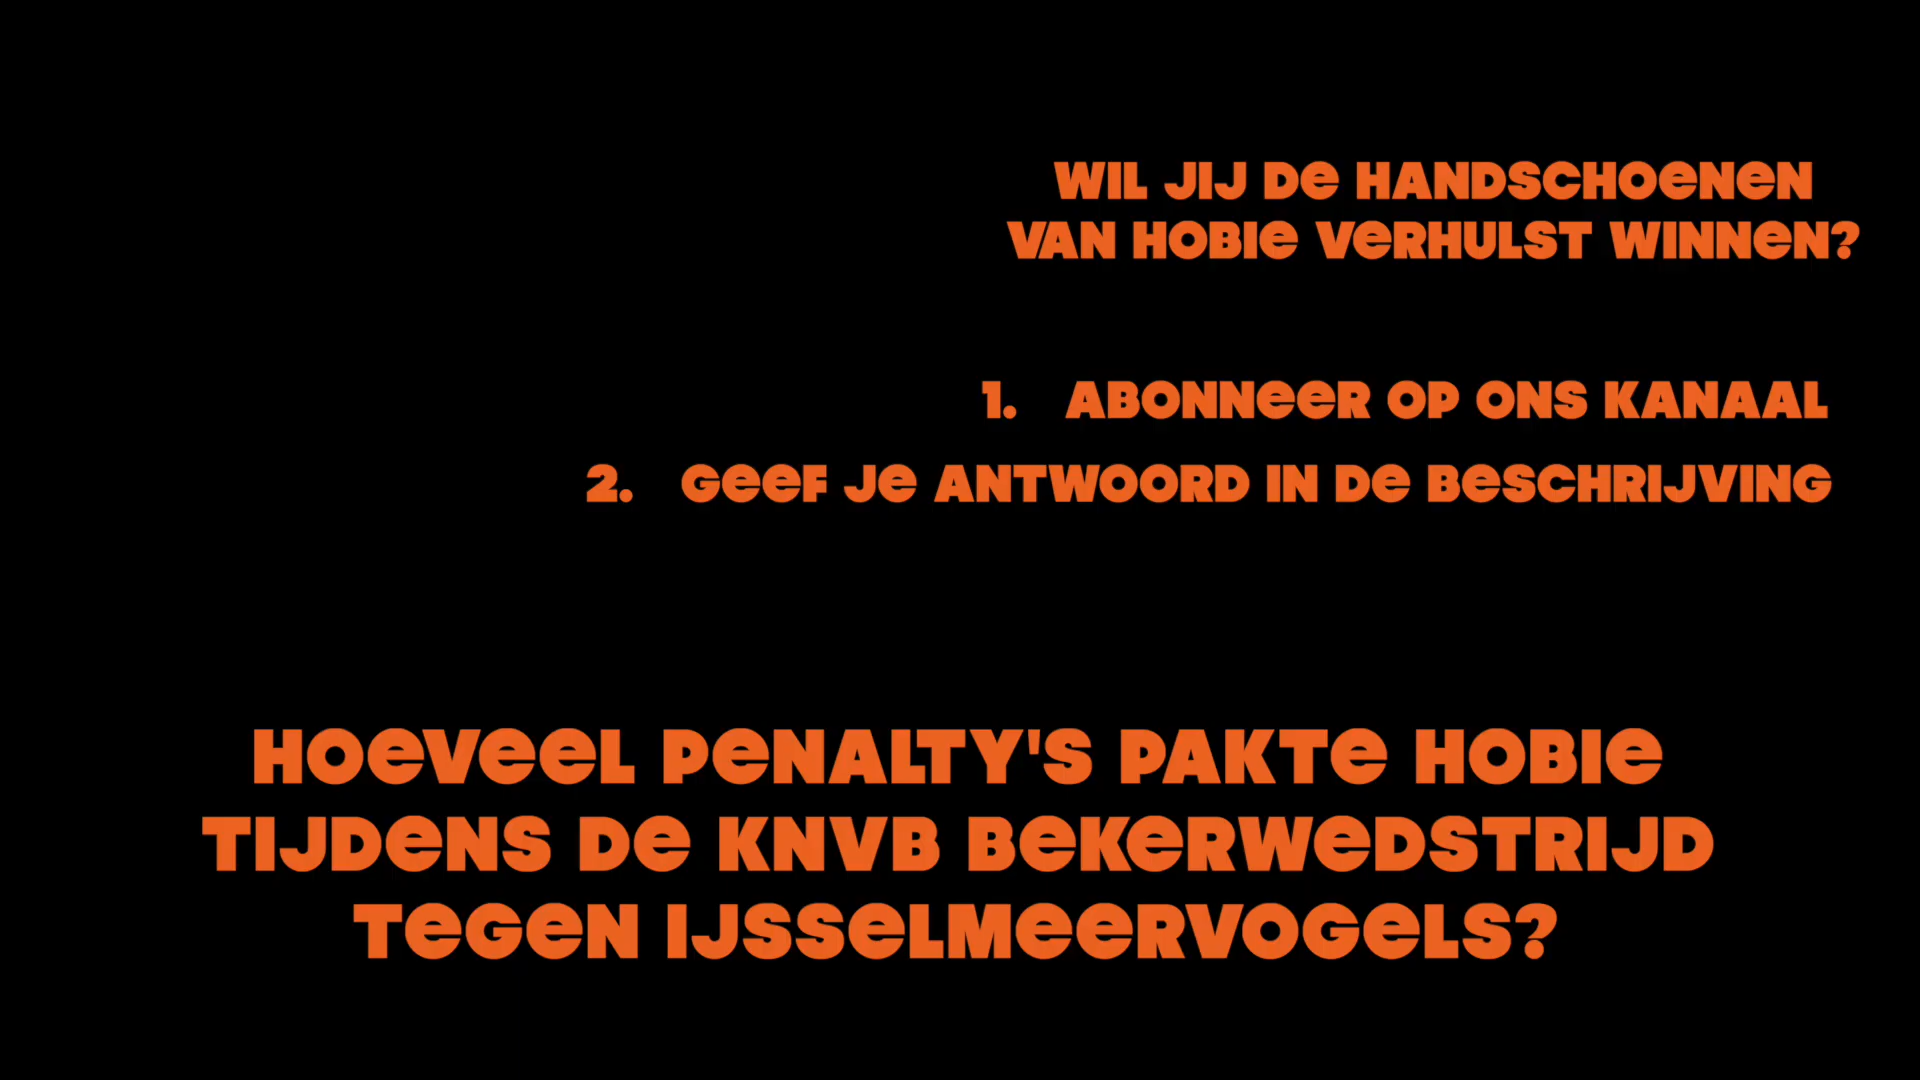 WIL JIJ DE HANDSCHOENEN
VAN HOBIE VERHULST WINNEN?
1. ABONNEER OP ONS KANAAL
2. GEEF JE ANTWOORD IN DE BESCHRIJVING
HOEVEEL PENALTY'S PAKTE HOBIE
TIJDENS DE KNVB BEKERWEDSTRIJD
TEGEN IJSSELMEERVOGELS?